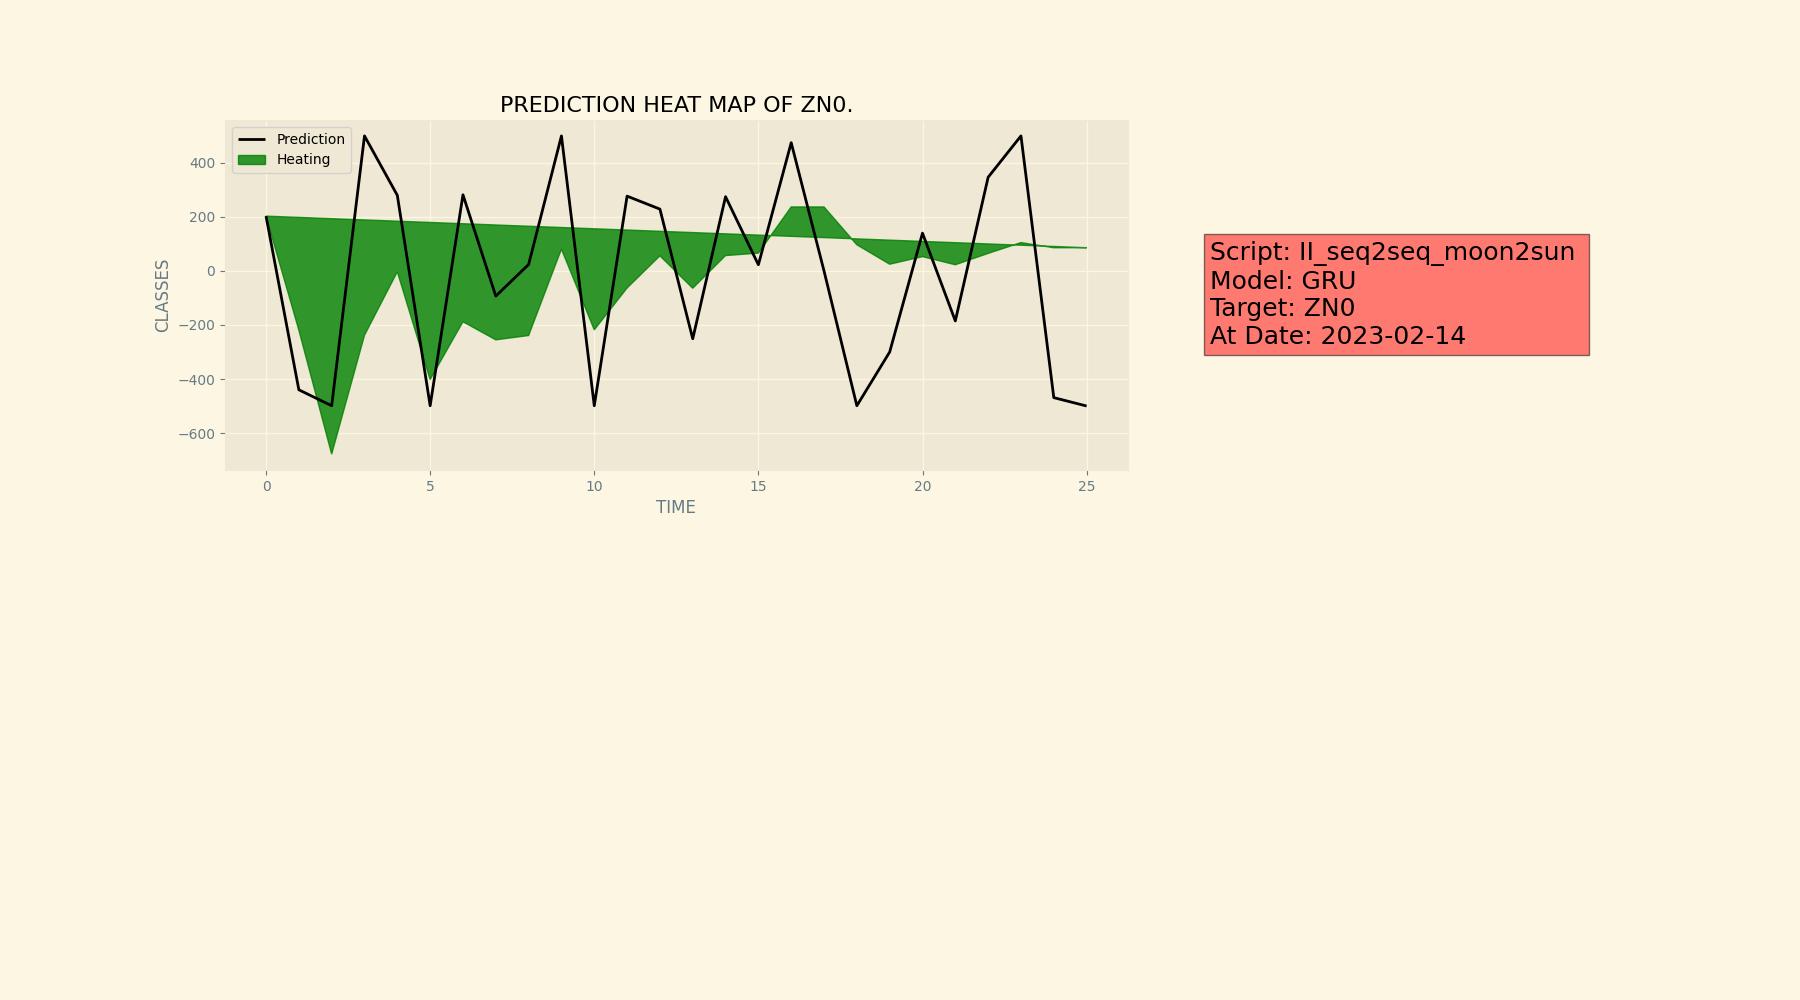 PREDICTION HEAT MAP OF ZN0.
Prediction
Heating
400
200
0
−200
−400
−600
CLASSES
0 5 10 15 20 25
TIME
Script: II_seq2seq_moon2sun
Model: GRU
Target: ZN0
At Date: 2023-02-14